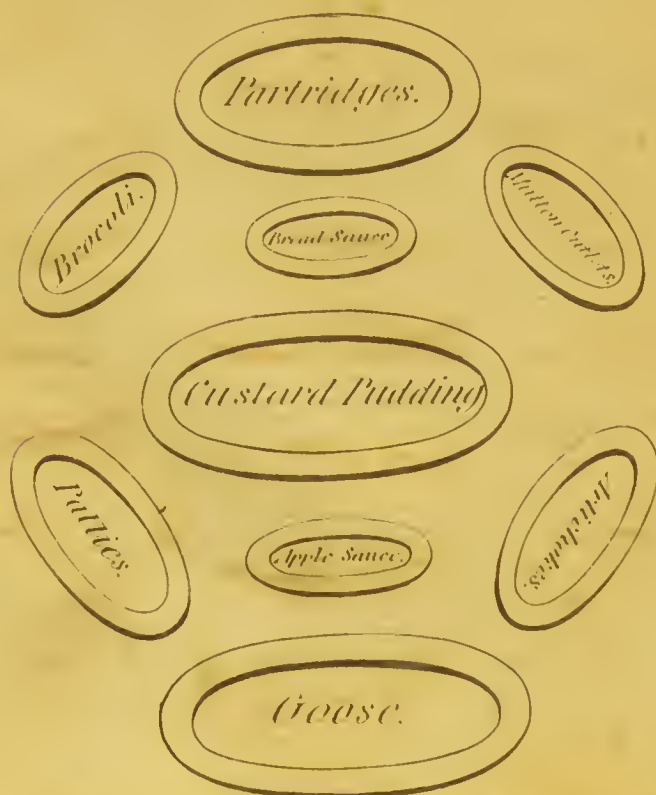 Partridges.
Brocoli.
Bread Sauce
Mutton Cutlets.
Custard Pudding
Patties.
Apple Sauce.
Artichokes.
Goose.